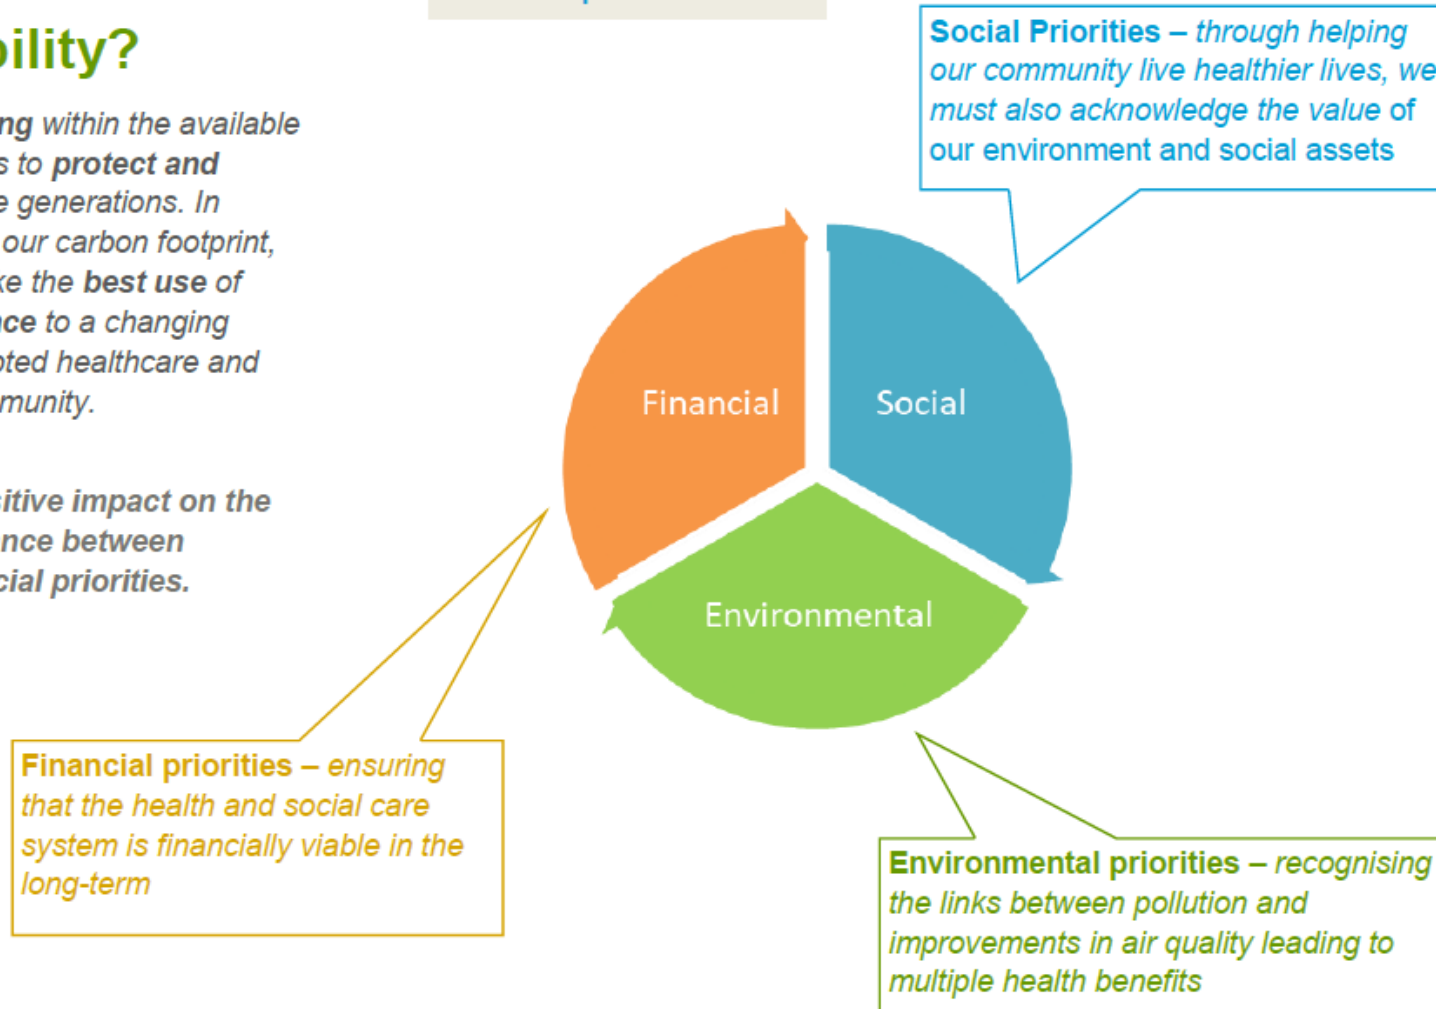 bility?
ng within the available
s to protect and
e generations. In
our carbon footprint,
ke the best use of
nce to a changing
pted healthcare and
munity.
sitive impact on the
nce between
cial priorities.
Social Priorities – through helping
our community live healthier lives, we
must also acknowledge the value of
our environment and social assets
Financial
Social
Environmental
Financial priorities – ensuring
that the health and social care
system is financially viable in the
long-term
Environmental priorities – recognising
the links between pollution and
improvements in air quality leading to
multiple health benefits